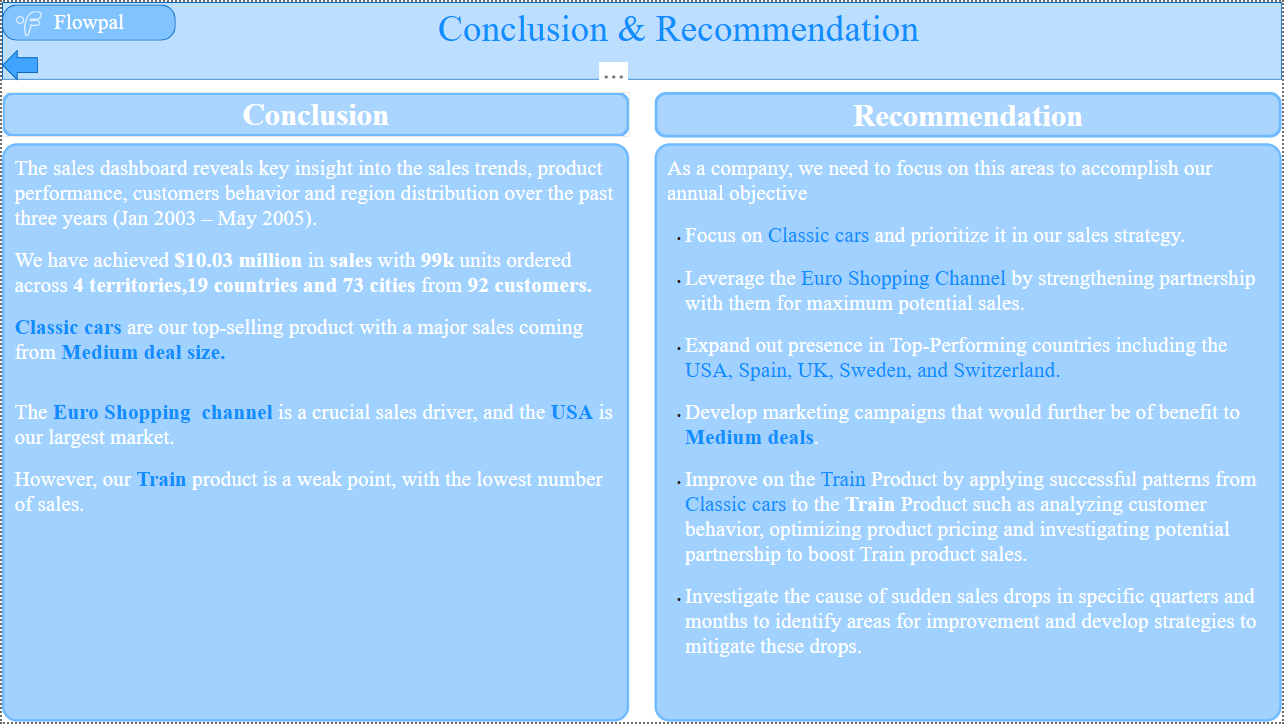 Flowpal
Conclusion & Recommendation
...
Conclusion
The sales dashboard reveals key insight into the sales trends, product
performance, customers behavior and region distribution over the past
three years (Jan 2003 – May 2005).
We have achieved $10.03 million in sales with 99k units ordered
across 4 territories,19 countries and 73 cities from 92 customers.
Classic cars are our top-selling product with a major sales coming
from Medium deal size.
The Euro Shopping  channel is a crucial sales driver, and the USA is
our largest market.
However, our Train product is a weak point, with the lowest number
of sales.
Recommendation
As a company, we need to focus on this areas to accomplish our
annual objective
• Focus on Classic cars and prioritize it in our sales strategy.
• Leverage the Euro Shopping Channel by strengthening partnership
with them for maximum potential sales.
• Expand out presence in Top-Performing countries including the
USA, Spain, UK, Sweden, and Switzerland.
• Develop marketing campaigns that would further be of benefit to
Medium deals.
• Improve on the Train Product by applying successful patterns from
Classic cars to the Train Product such as analyzing customer
behavior, optimizing product pricing and investigating potential
partnership to boost Train product sales.
• Investigate the cause of sudden sales drops in specific quarters and
months to identify areas for improvement and develop strategies to
mitigate these drops.